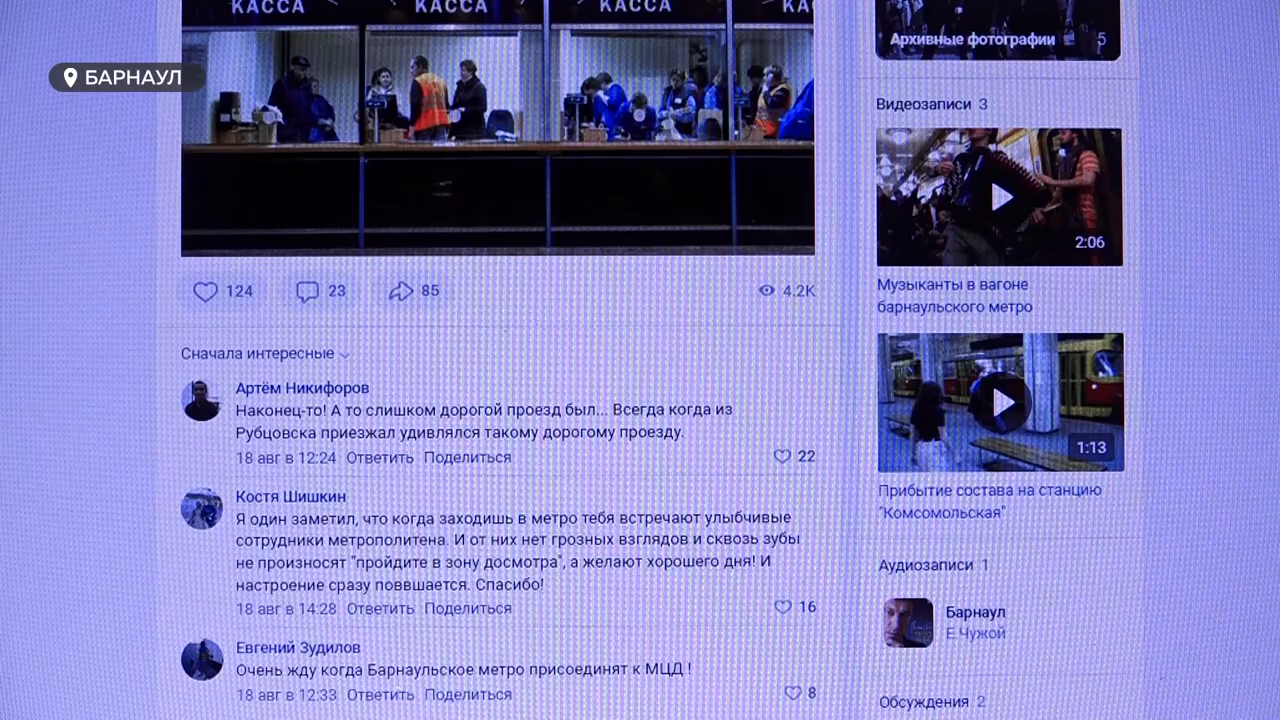 КАССА
КАССА
КАССА
КА
БАРНАУЛ
124
23
85
4.2K
Сначала интересные
Артём Никифоров
Наконец-то! А то слишком дорогой проезд был... Всегда когда из
Рубцовска приезжал удивлялся такому дорогому проезду.
18 авг в 12:24 Ответить Поделиться
22
Костя Шишкин
Я один заметил, что когда заходишь в метро тебя встречают улыбчивые
сотрудники метрополитена. И от них нет грозных взглядов и сквозь зубы
не произносят "пройдите в зону досмотра", а желают хорошего дня! И
настроение сразу поввшается. Спасибо!
18 авг в 14:28 Ответить Поделиться
16
Евгений Зудилов
Очень жду когда Барнаульское метро присоединят к МЦД !
18 авг в 12:33 Ответить Поделиться
8
Архивные фотографии 5
Видеозаписи 3
2:06
Музыканты в вагоне
барнаульского метро
1:13
Прибытие состава на станцию
"Комсомольская"
Аудиозаписи 1
Барнаул
Е.Чужой
Обсуждения 2